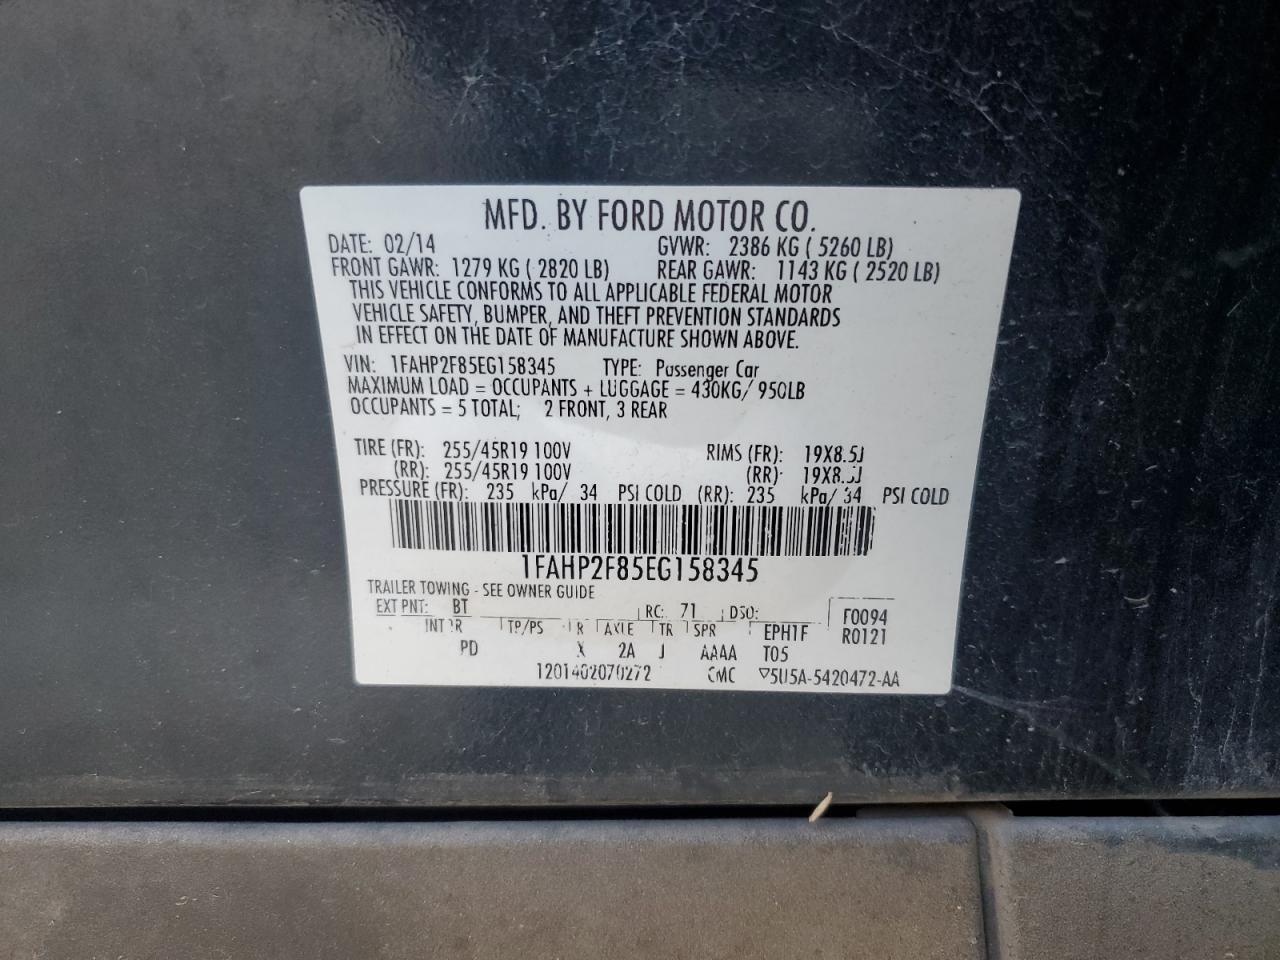 MFD. BY FORD MOTOR CO.
DATE: 02/14 GVWR: 2386 KG ( 5260 LB)
FRONT GAWR: 1279 KG ( 2820 LB) REAR GAWR: 1143 KG ( 2520 LB)
THIS VEHICLE CONFORMS TO ALL APPLICABLE FEDERAL MOTOR
VEHICLE SAFETY, BUMPER, AND THEFT PREVENTION STANDARDS
IN EFFECT ON THE DATE OF MANUFACTURE SHOWN ABOVE.
VIN: 1FAHP2F85EG158345 TYPE: Passenger Car
MAXIMUM LOAD = OCCUPANTS + LUGGAGE = 430KG/ 950LB
OCCUPANTS = 5 TOTAL; 2 FRONT, 3 REAR
TIRE (FR): 255/45R19 100V RIMS (FR): 19X8.5J
(RR): 255/45R19 100V (RR): 19X8.5J
PRESSURE (FR): 235 kPa/ 34 PSI COLD (RR): 235 kPa/ 34 PSI COLD
1FAHP2F85EG158345
TRAILER TOWING - SEE OWNER GUIDE
EXT PNT: BT RC: 71 DSO: F0094
INT TR TP/PS R AXLE TR SPR EPH1F R0121
PD X 2A J AAAA T05
1201402070272 CMC ▽5U5A-5420472-AA